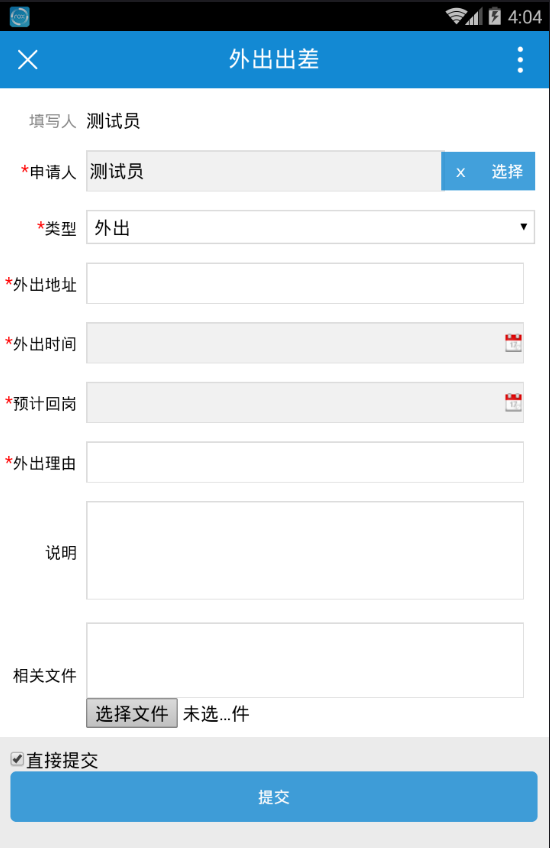 4:04
外出出差
填写人 测试员
*申请人 测试员 x 选择
*类型 外出
*外出地址
*外出时间
*预计回岗
*外出理由
说明
相关文件
选择文件 未选...件
直接提交
提交